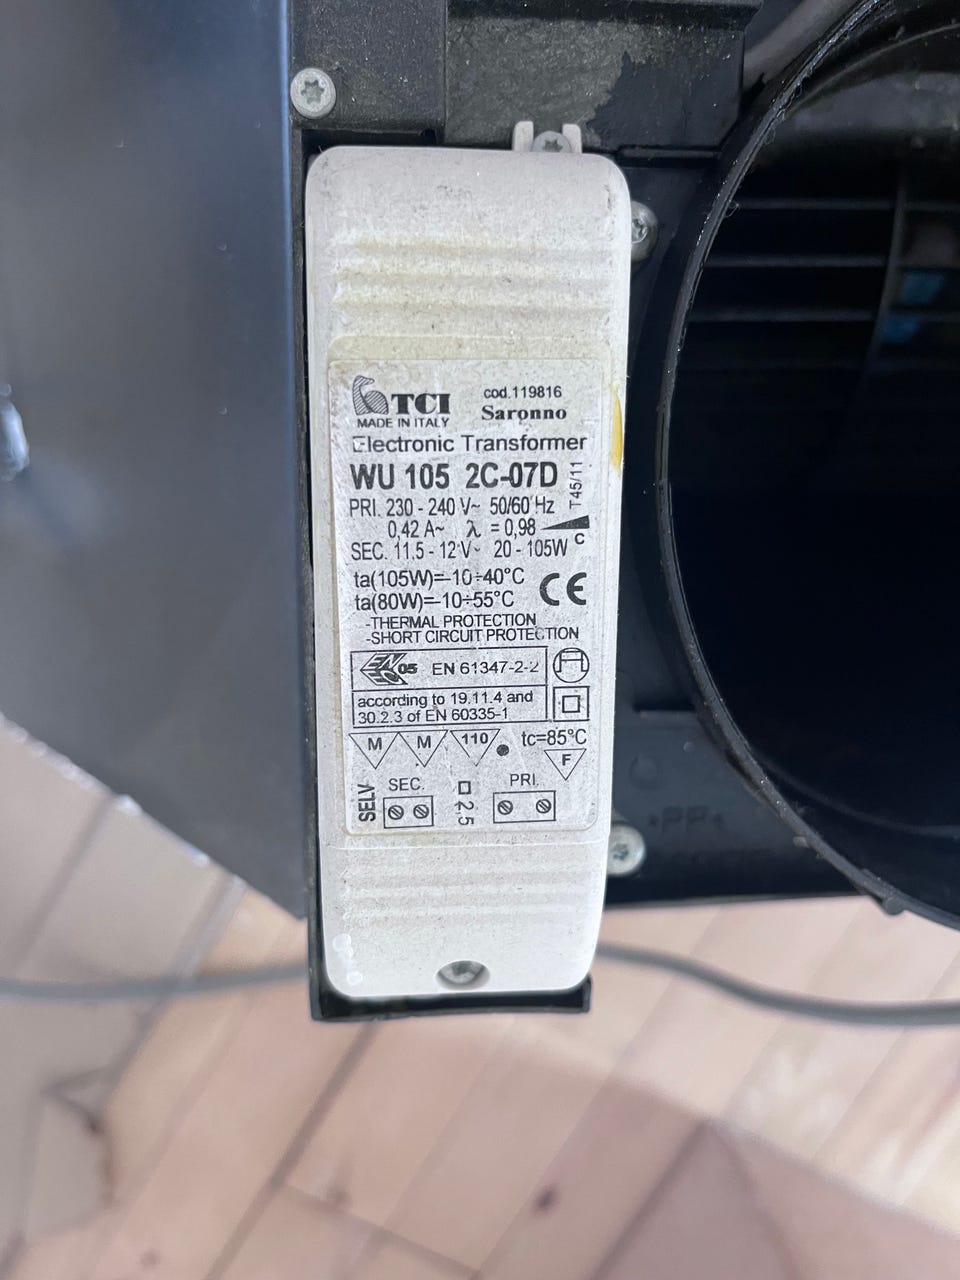 TCI
MADE IN ITALY
cod.119816
Saronno
Electronic Transformer
WU 105 2C-07D
T45/11
PRI. 230 - 240 V~ 50/60 Hz
0,42 A~ λ = 0,98
C
SEC. 11.5 - 12 V~ 20 - 105W
ta(105W)=-10÷40°C
ta(80W)=-10÷55°C
CE
-THERMAL PROTECTION
-SHORT CIRCUIT PROTECTION
ENEC 05 EN 61347-2-2
according to 19.11.4 and
30.2.3 of EN 60335-1
M M 110 tc=85°C
F
SELV
SEC.
2,5
PRI.
>PP<